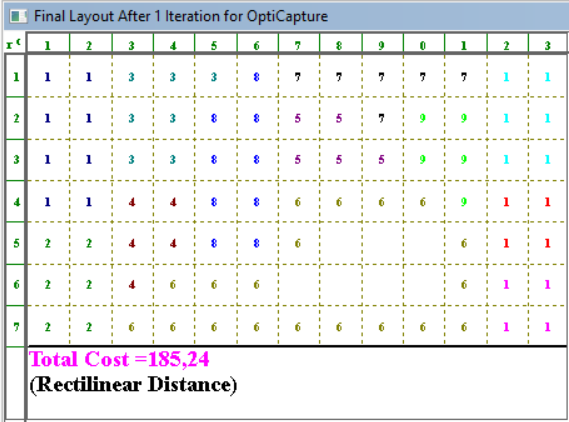 Final Layout After 1 Iteration for OptiCapture
r c 1 2 3 4 5 6 7 8 9 0 1 2 3
1 1 1 3 3 3 8 7 7 7 7 7 1 1
2 1 1 3 3 8 8 5 5 7 9 9 1 1
3 1 1 3 3 8 8 5 5 5 9 9 1 1
4 1 1 4 4 8 8 6 6 6 6 9 1 1
5 2 2 4 4 8 8 6 6 1 1
6 2 2 4 6 6 6 6 1 1
7 2 2 6 6 6 6 6 6 6 6 6 1 1
Total Cost =185,24
(Rectilinear Distance)